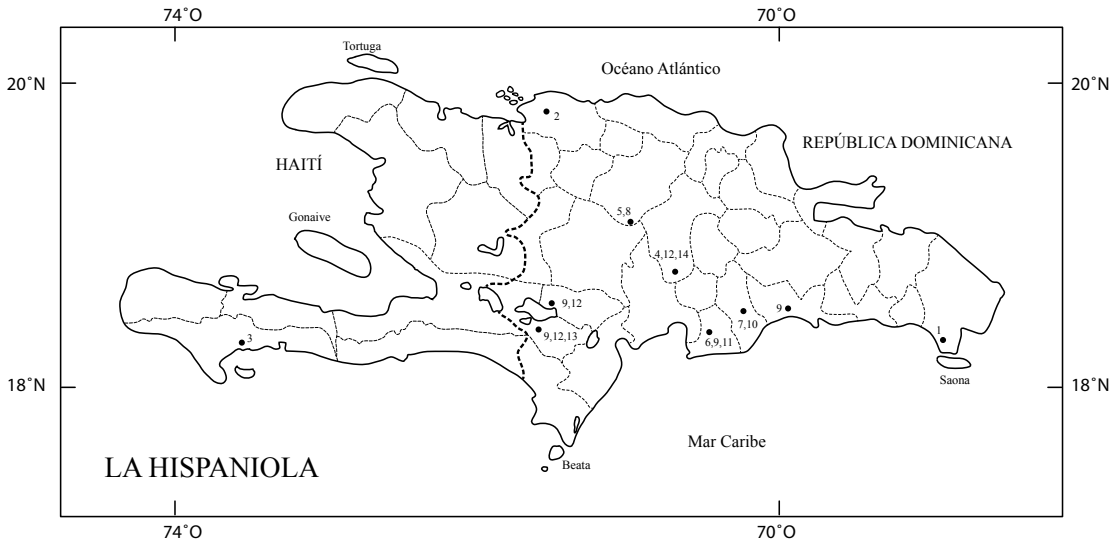 74˚O
70˚O
Tortuga
Océano Atlántico
20˚N
20˚N
2
REPÚBLICA DOMINICANA
HAITÍ
Gonaive
5,8
4,12,14
9,12
9
7,10
9,12,13
6,9,11
1
3
18˚N
18˚N
Saona
Mar Caribe
LA HISPANIOLA
Beata
74˚O
70˚O